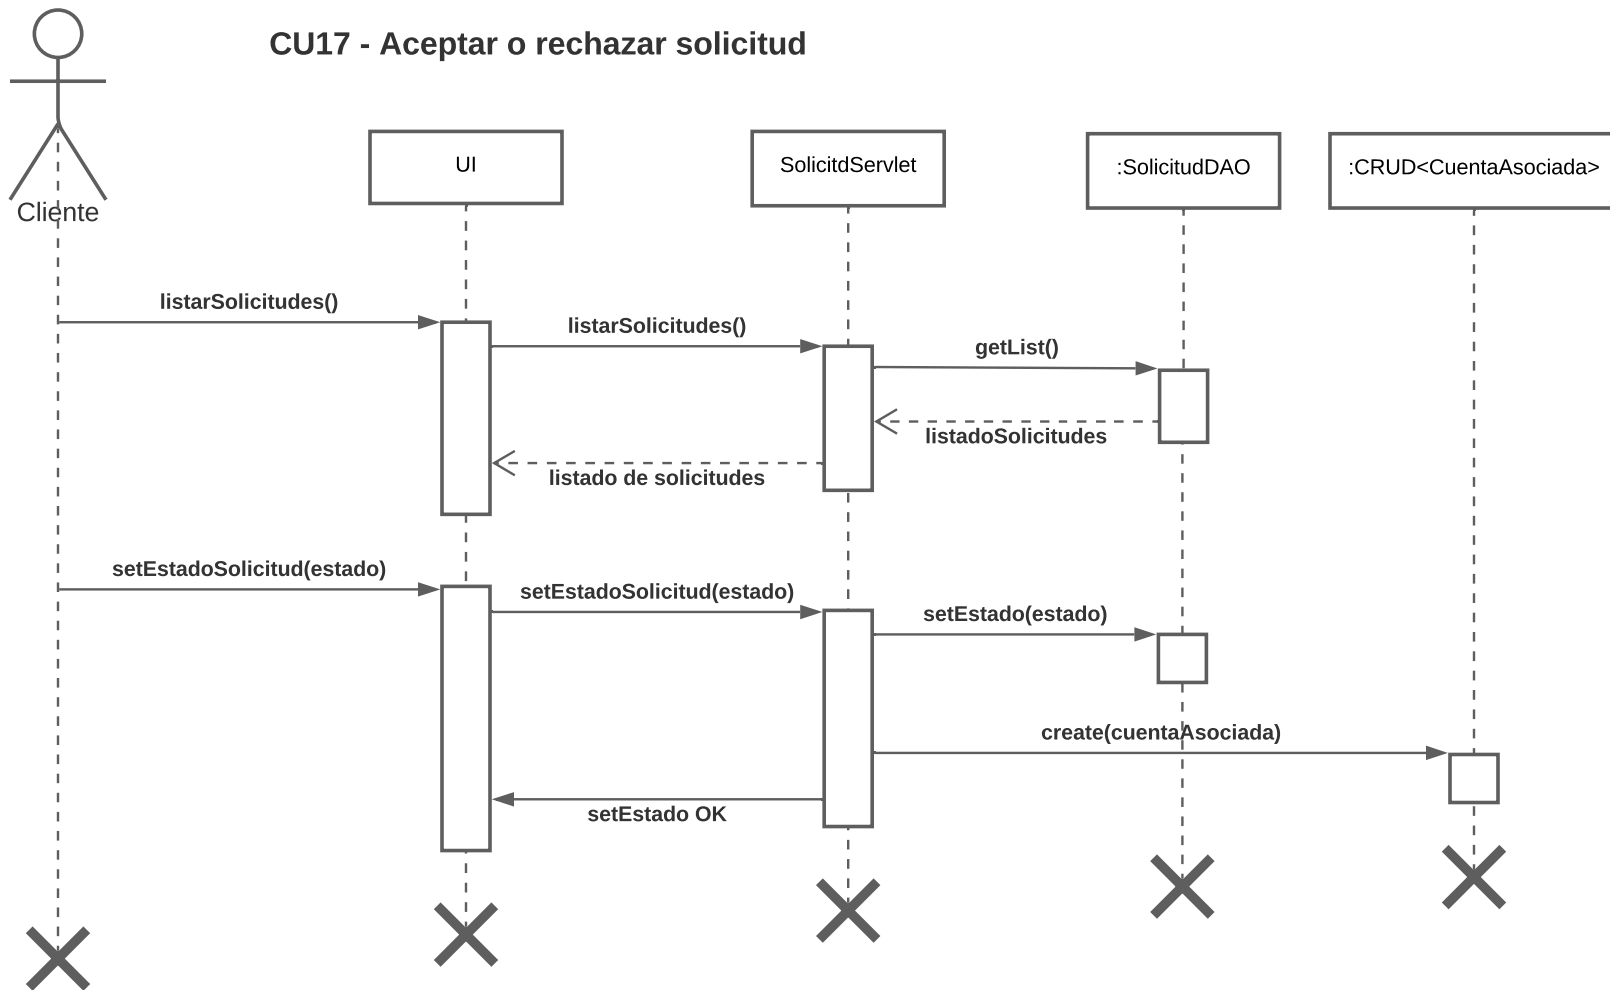 CU17 - Aceptar o rechazar solicitud
Cliente
UI
SolicitdServlet
:SolicitudDAO
:CRUD<CuentaAsociada>
listarSolicitudes()
listarSolicitudes()
getList()
listadoSolicitudes
listado de solicitudes
setEstadoSolicitud(estado)
setEstadoSolicitud(estado)
setEstado(estado)
create(cuentaAsociada)
setEstado OK